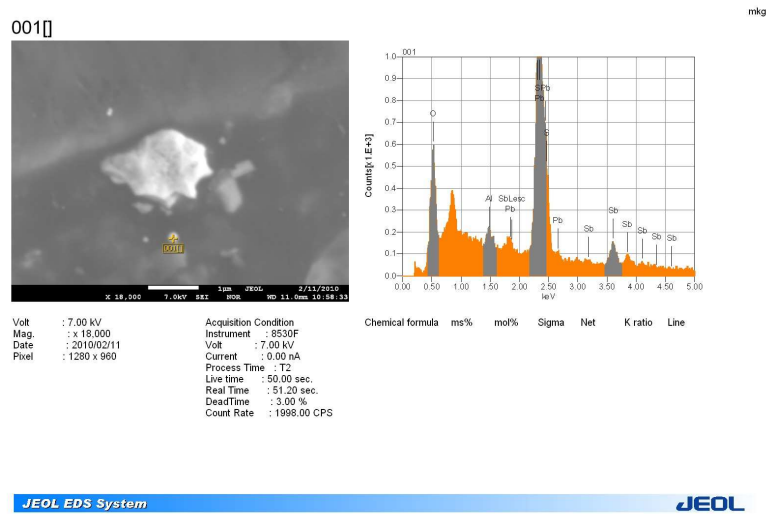 mkg
001[]
1μm JEOL 2/11/2010
X 18,000 7.0kV SEI NOR WD 11.0mm 10:58:33
001
Counts[x1.E+3]
1.0
0.9
0.8
0.7
0.6
0.5
0.4
0.3
0.2
0.1
0.0
O
Al
SbLesc
Pb
SPb
Pb
S
Pb
Sb
Sb
Sb
Sb
Sb
Sb
0.00 0.50 1.00 1.50 2.00 2.50 3.00 3.50 4.00 4.50 5.00
keV
Volt : 7.00 kV
Mag. : x 18,000
Date : 2010/02/11
Pixel : 1280 x 960
Acquisition Condition
Instrument : 8530F
Volt : 7.00 kV
Current : 0.00 nA
Process Time : T2
Live time : 50.00 sec.
Real Time : 51.20 sec.
DeadTime : 3.00 %
Count Rate : 1998.00 CPS
Chemical formula ms% mol% Sigma Net K ratio Line
JEOL EDS System
JEOL